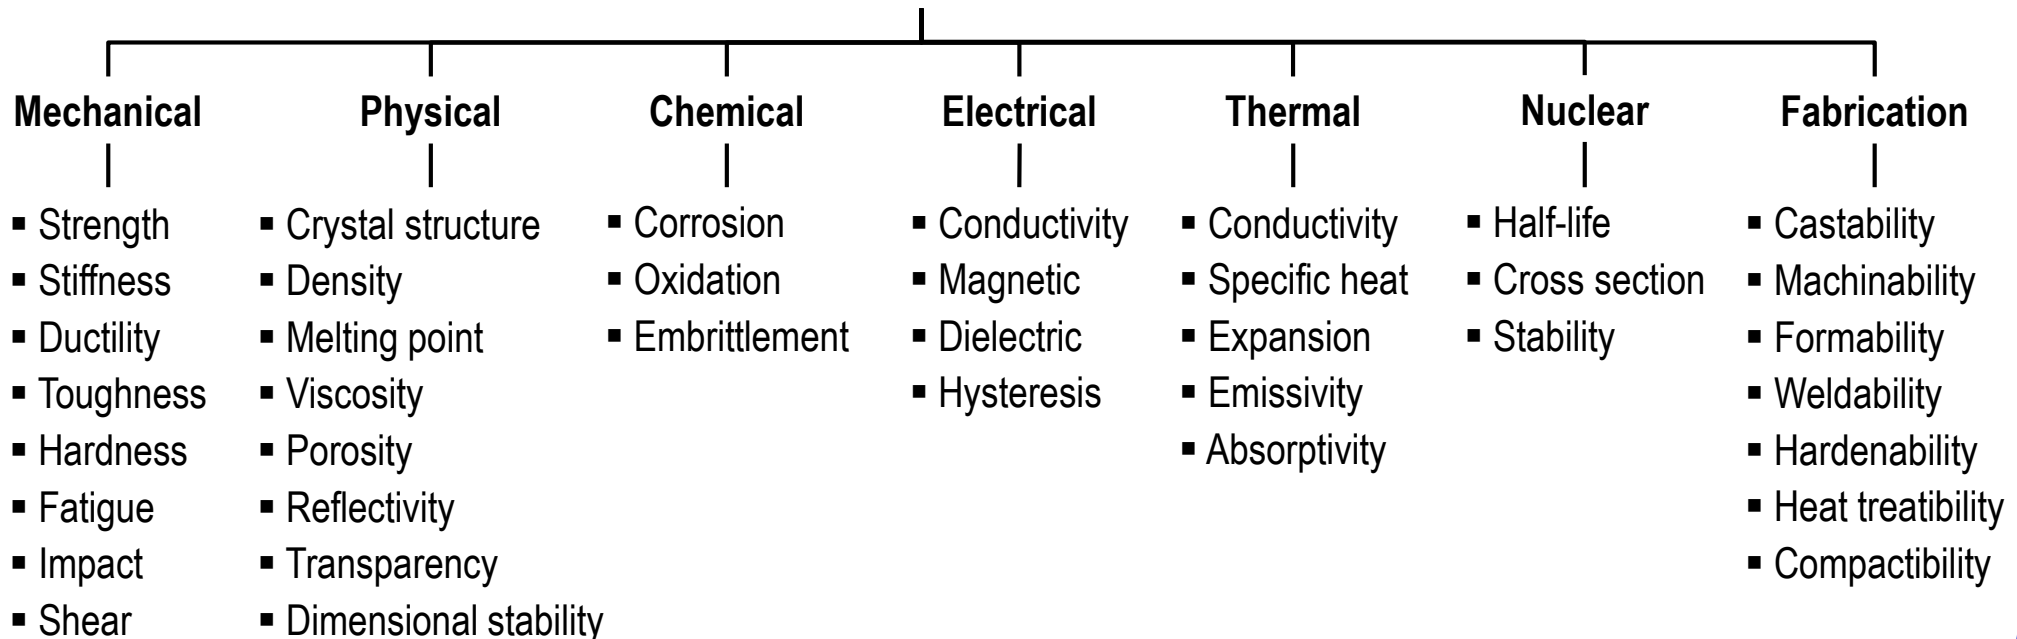 Mechanical
▪ Strength
▪ Stiffness
▪ Ductility
▪ Toughness
▪ Hardness
▪ Fatigue
▪ Impact
▪ Shear
Physical
▪ Crystal structure
▪ Density
▪ Melting point
▪ Viscosity
▪ Porosity
▪ Reflectivity
▪ Transparency
▪ Dimensional stability
Chemical
▪ Corrosion
▪ Oxidation
▪ Embrittlement
Electrical
▪ Conductivity
▪ Magnetic
▪ Dielectric
▪ Hysteresis
Thermal
▪ Conductivity
▪ Specific heat
▪ Expansion
▪ Emissivity
▪ Absorptivity
Nuclear
▪ Half-life
▪ Cross section
▪ Stability
Fabrication
▪ Castability
▪ Machinability
▪ Formability
▪ Weldability
▪ Hardenability
▪ Heat treatibility
▪ Compactibility